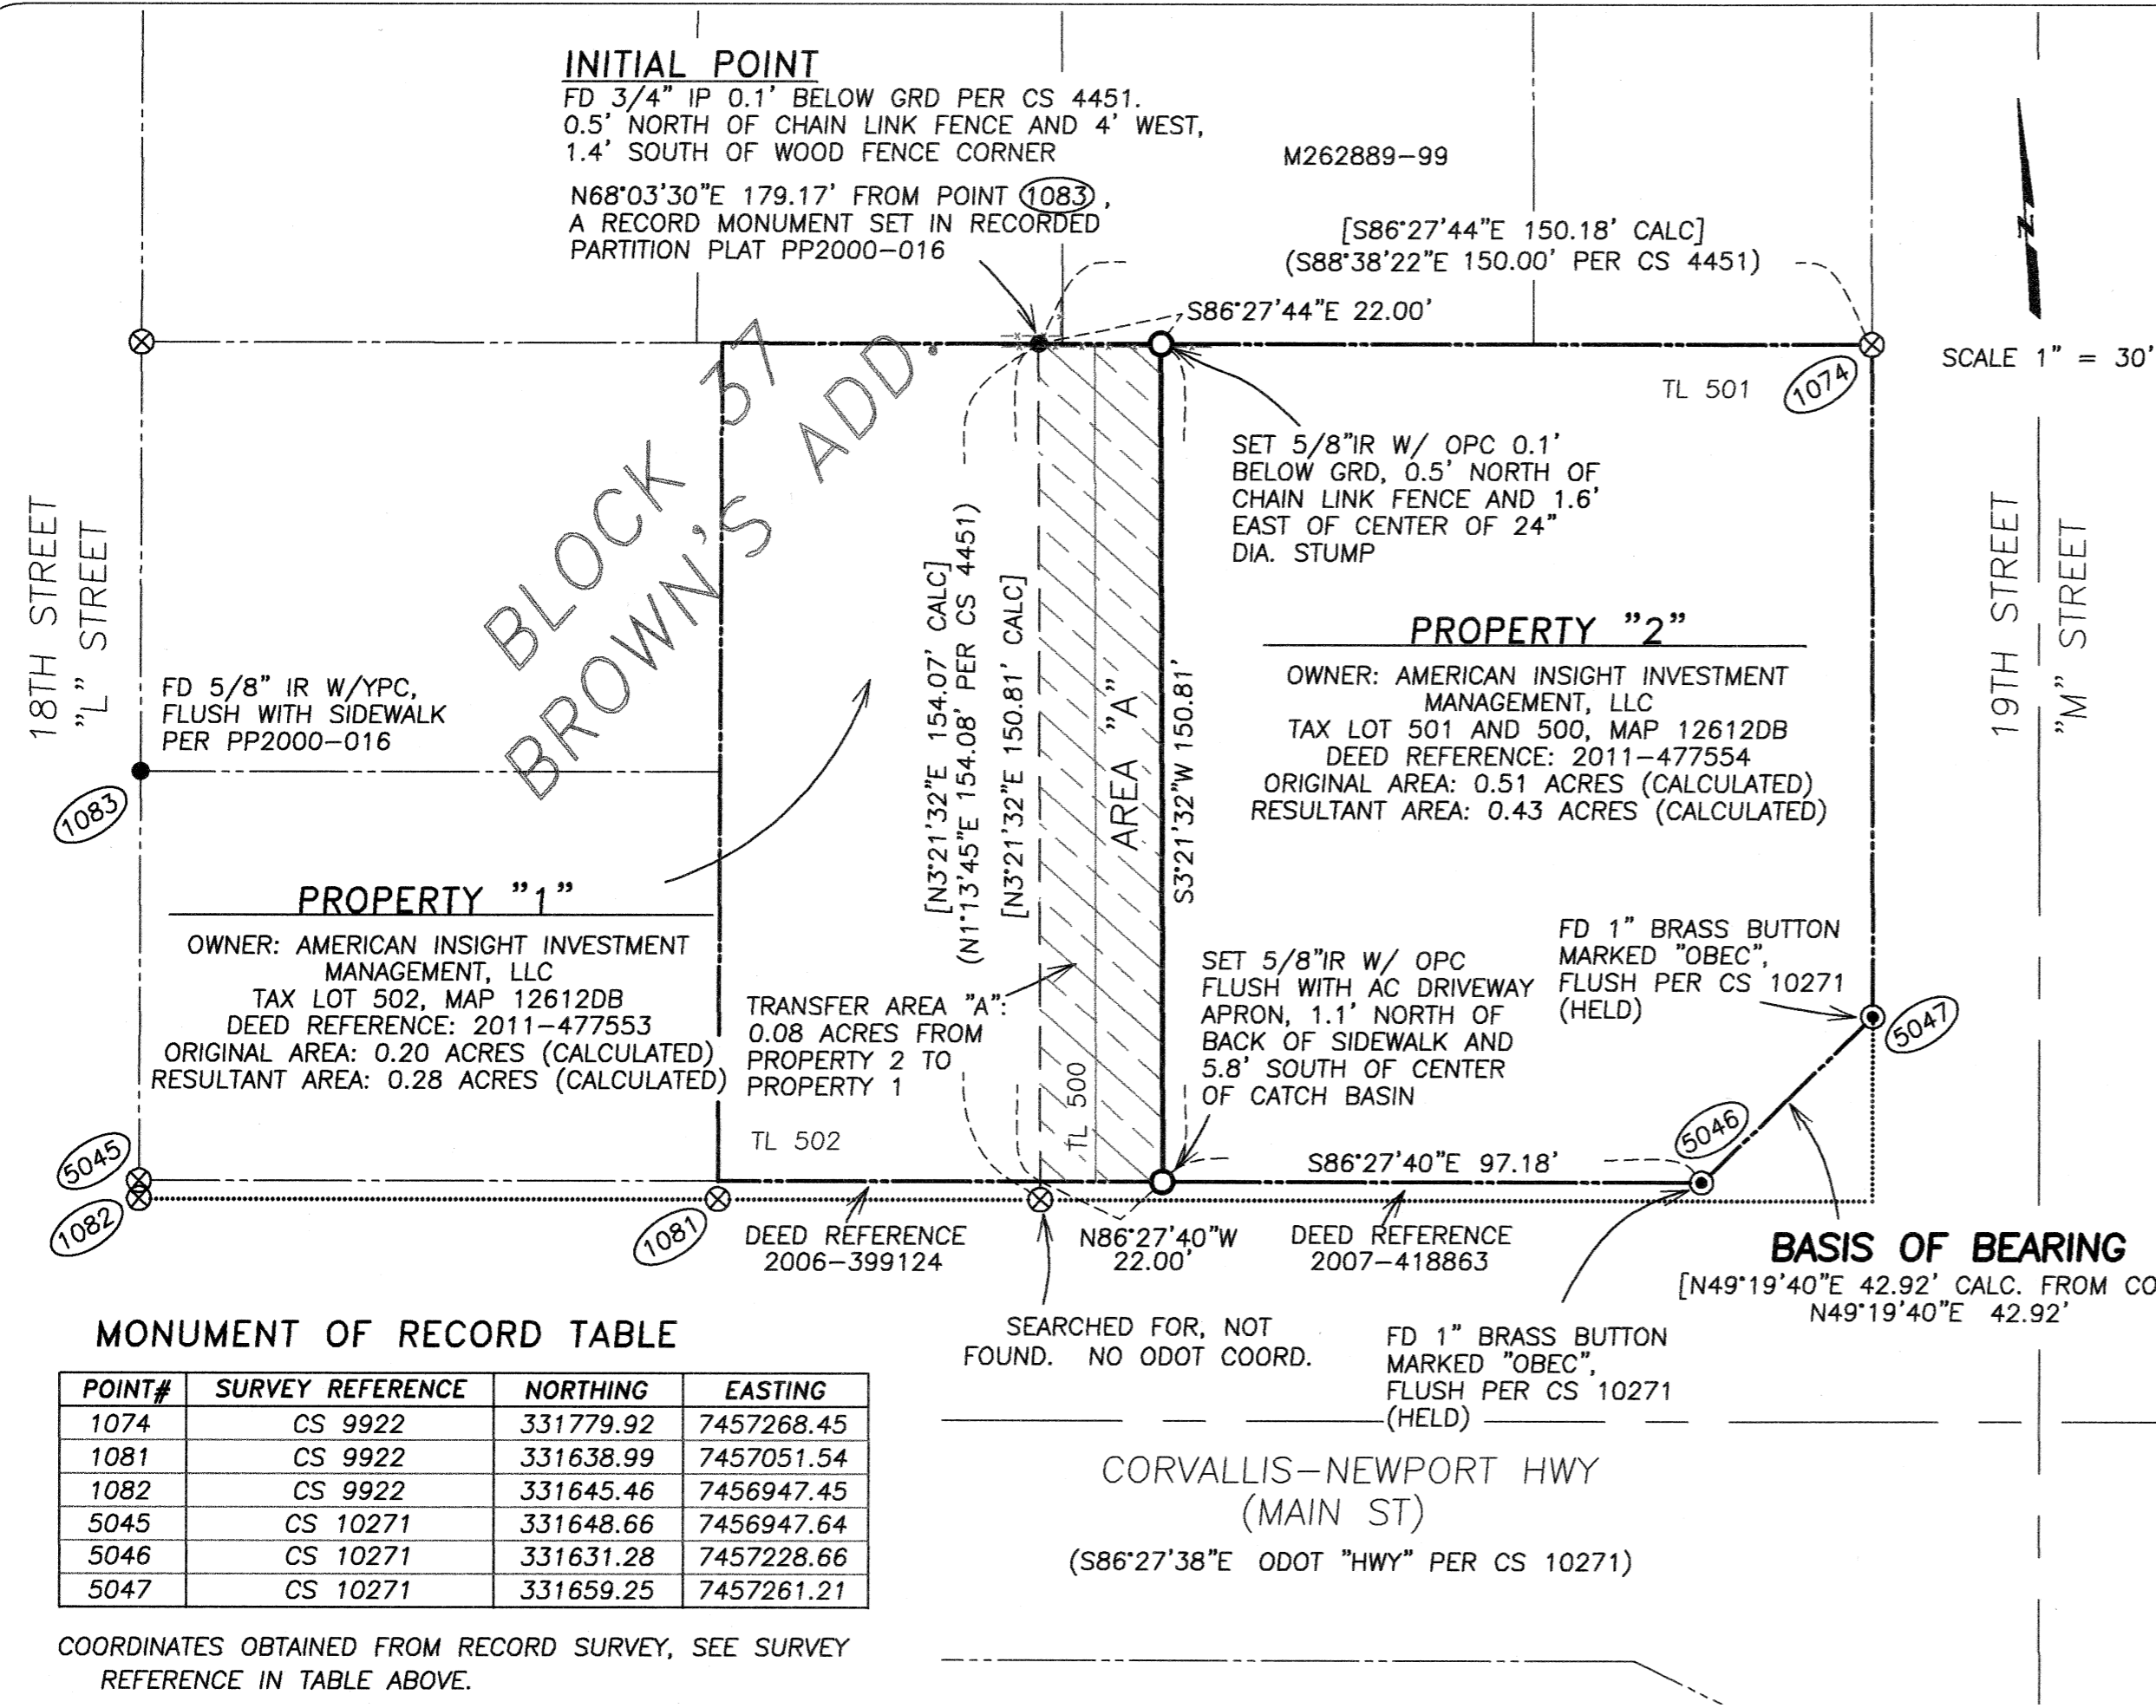 INITIAL POINT
FD 3/4" IP 0.1' BELOW GRD PER CS 4451.
0.5' NORTH OF CHAIN LINK FENCE AND 4' WEST,
1.4' SOUTH OF WOOD FENCE CORNER
N68°03'30"E 179.17' FROM POINT 1083,
A RECORD MONUMENT SET IN RECORDED
PARTITION PLAT PP2000-016
M262889-99
[S86°27'44"E 150.18' CALC]
(S88°38'22"E 150.00' PER CS 4451)
S86°27'44"E 22.00'
N
SCALE 1" = 30'
TL 501
1074
BLOCK 37
BROWN'S ADD.
SET 5/8"IR W/ OPC 0.1'
BELOW GRD, 0.5' NORTH OF
CHAIN LINK FENCE AND 1.6'
EAST OF CENTER OF 24"
DIA. STUMP
18TH STREET
"L" STREET
19TH STREET
"M" STREET
FD 5/8" IR W/YPC,
FLUSH WITH SIDEWALK
PER PP2000-016
1083
[N3°21'32"E 154.07' CALC]
(N1°13'45"E 154.08' PER CS 4451)
[N3°21'32"E 150.81' CALC]
AREA "A"
S3°21'32"W 150.81'
PROPERTY "2"
OWNER: AMERICAN INSIGHT INVESTMENT
MANAGEMENT, LLC
TAX LOT 501 AND 500, MAP 12612DB
DEED REFERENCE: 2011-477554
ORIGINAL AREA: 0.51 ACRES (CALCULATED)
RESULTANT AREA: 0.43 ACRES (CALCULATED)
PROPERTY "1"
OWNER: AMERICAN INSIGHT INVESTMENT
MANAGEMENT, LLC
TAX LOT 502, MAP 12612DB
DEED REFERENCE: 2011-477553
ORIGINAL AREA: 0.20 ACRES (CALCULATED)
RESULTANT AREA: 0.28 ACRES (CALCULATED)
TRANSFER AREA "A":
0.08 ACRES FROM
PROPERTY 2 TO
PROPERTY 1
TL 502
TL 500
SET 5/8"IR W/ OPC
FLUSH WITH AC DRIVEWAY
APRON, 1.1' NORTH OF
BACK OF SIDEWALK AND
5.8' SOUTH OF CENTER
OF CATCH BASIN
FD 1" BRASS BUTTON
MARKED "OBEC",
FLUSH PER CS 10271
(HELD)
5047
5046
5045
1082
1081
S86°27'40"E 97.18'
DEED REFERENCE
2006-399124
N86°27'40"W
22.00'
DEED REFERENCE
2007-418863
BASIS OF BEARING
[N49°19'40"E 42.92' CALC. FROM CO
N49°19'40"E 42.92'
SEARCHED FOR, NOT
FOUND. NO ODOT COORD.
FD 1" BRASS BUTTON
MARKED "OBEC",
FLUSH PER CS 10271
(HELD)
MONUMENT OF RECORD TABLE
POINT# SURVEY REFERENCE NORTHING EASTING
1074 CS 9922 331779.92 7457268.45
1081 CS 9922 331638.99 7457051.54
1082 CS 9922 331645.46 7456947.45
5045 CS 10271 331648.66 7456947.64
5046 CS 10271 331631.28 7457228.66
5047 CS 10271 331659.25 7457261.21
COORDINATES OBTAINED FROM RECORD SURVEY, SEE SURVEY
REFERENCE IN TABLE ABOVE.
CORVALLIS-NEWPORT HWY
(MAIN ST)
(S86°27'38"E ODOT "HWY" PER CS 10271)